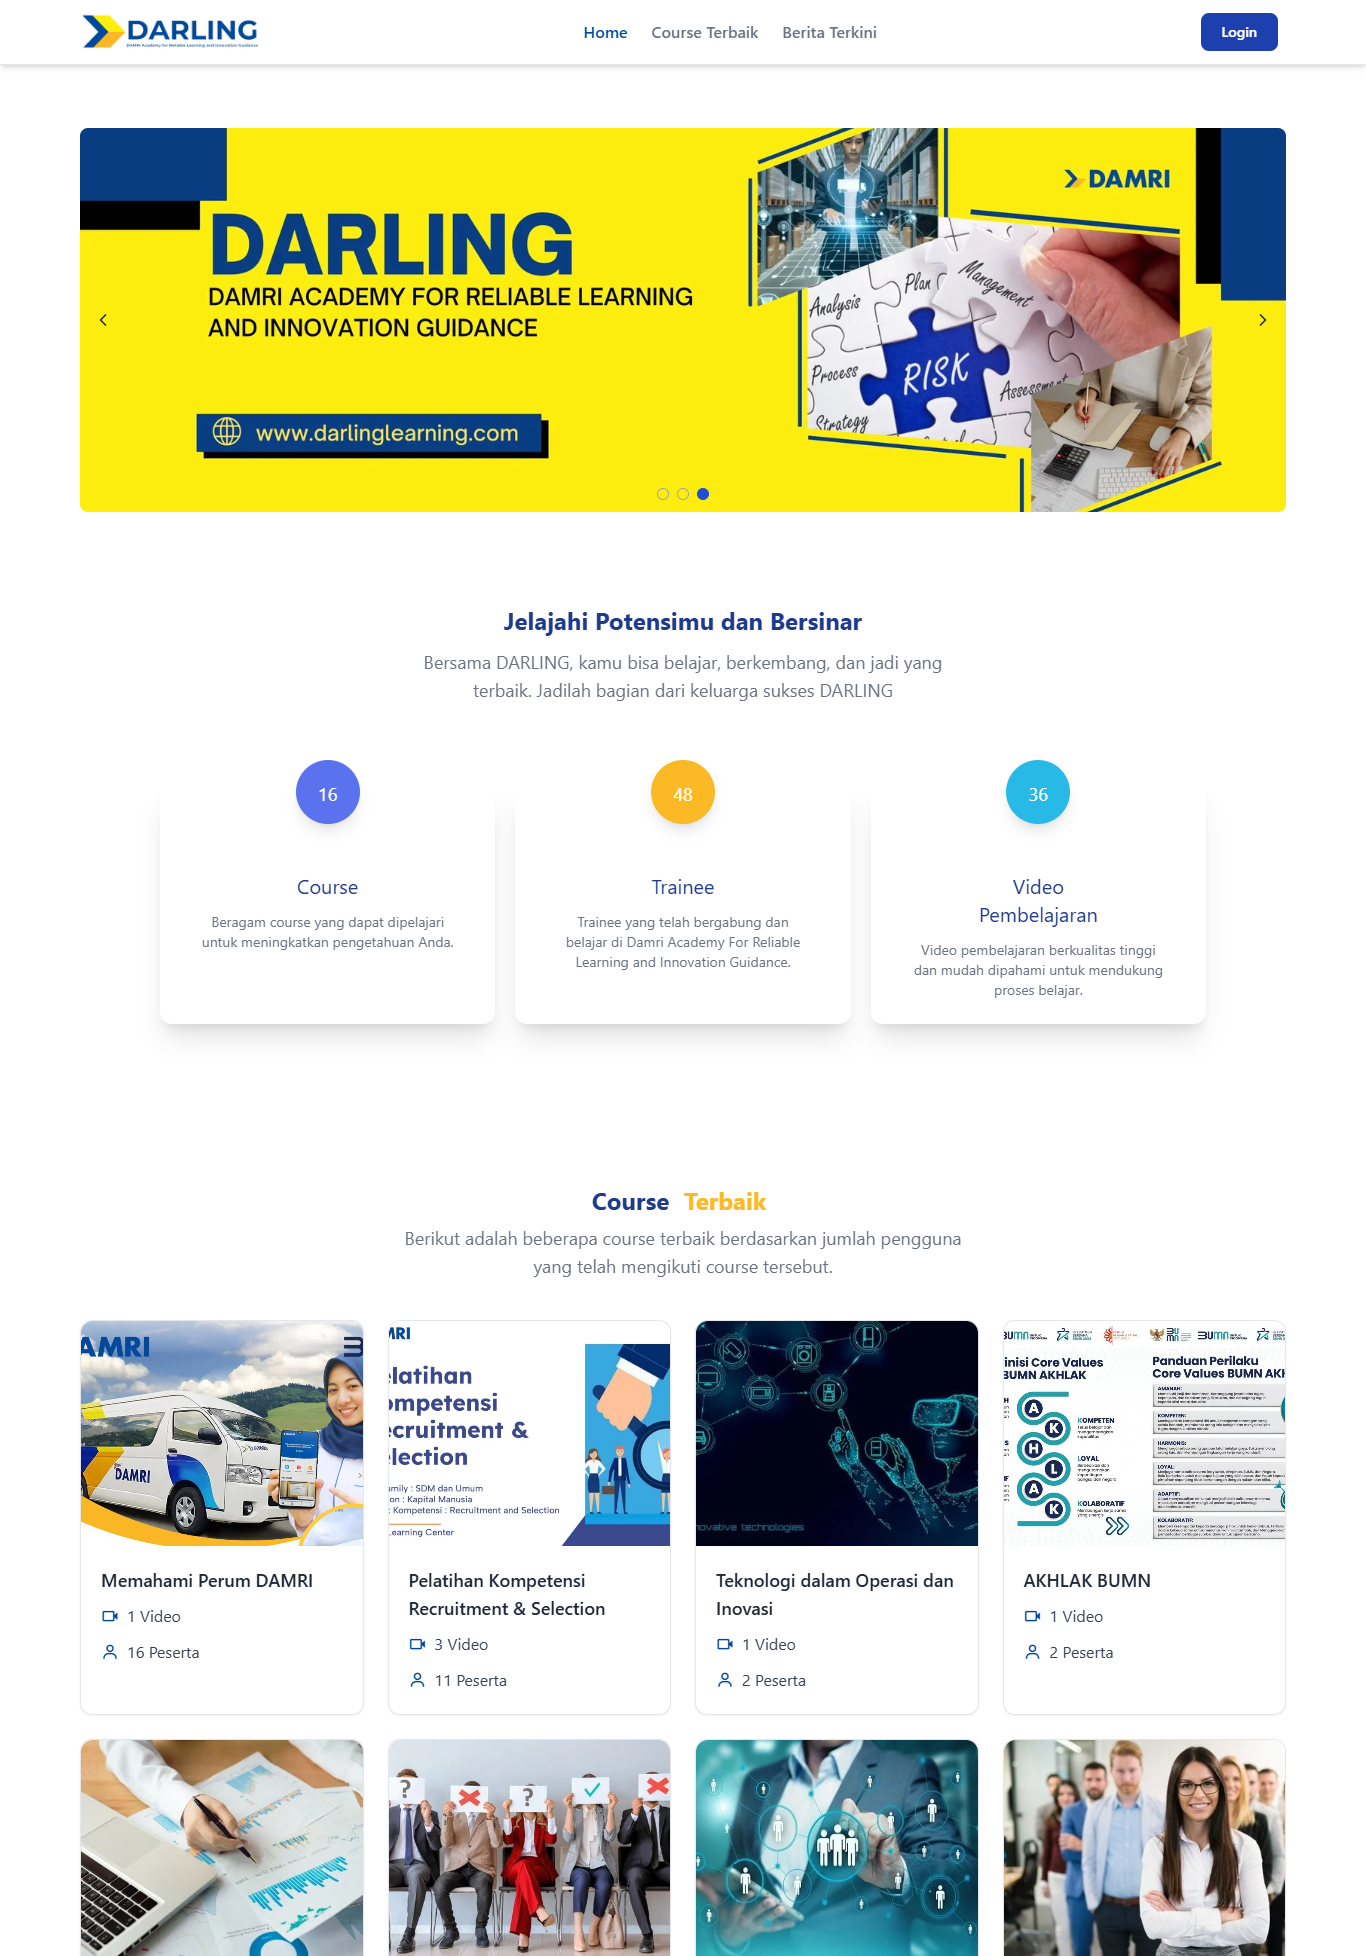 DARLING
DAMRI Academy for Reliable Learning and Innovation Guidance
Home
Course Terbaik
Berita Terkini
Login
DAMRI
DARLING
DAMRI ACADEMY FOR RELIABLE LEARNING
AND INNOVATION GUIDANCE
www.darlinglearning.com
Analysis
Plan
Management
Process
RISK
Assessment
Strategy
Jelajahi Potensimu dan Bersinar
Bersama DARLING, kamu bisa belajar, berkembang, dan jadi yang
terbaik. Jadilah bagian dari keluarga sukses DARLING
16
48
36
Course
Beragam course yang dapat dipelajari
untuk meningkatkan pengetahuan Anda.
Trainee
Trainee yang telah bergabung dan
belajar di Damri Academy For Reliable
Learning and Innovation Guidance.
Video
Pembelajaran
Video pembelajaran berkualitas tinggi
dan mudah dipahami untuk mendukung
proses belajar.
Course Terbaik
Berikut adalah beberapa course terbaik berdasarkan jumlah pengguna
yang telah mengikuti course tersebut.
AMRI
DAMRI
DAMRI
MRI
elatihan
ompetensi
ecruitment &
election
amily : SDM dan Umum
on : Kapital Manusia
: Kompetensi : Recruitment and Selection
Learning Center
novative technologies
BUMN
BUMN
BUMN
inisi Core Values
BUMN AKHLAK
A
K
H
L
A
K
KOMPETEN
LOYAL
KOLABORATIF
Panduan Perilaku
Core Values BUMN AKH
AMANAH:
KOMPETEN:
HARMONIS:
LOYAL:
ADAPTIF:
KOLABORATIF:
Memahami Perum DAMRI
1 Video
16 Peserta
Pelatihan Kompetensi
Recruitment & Selection
3 Video
11 Peserta
Teknologi dalam Operasi dan
Inovasi
1 Video
2 Peserta
AKHLAK BUMN
1 Video
2 Peserta
?
?